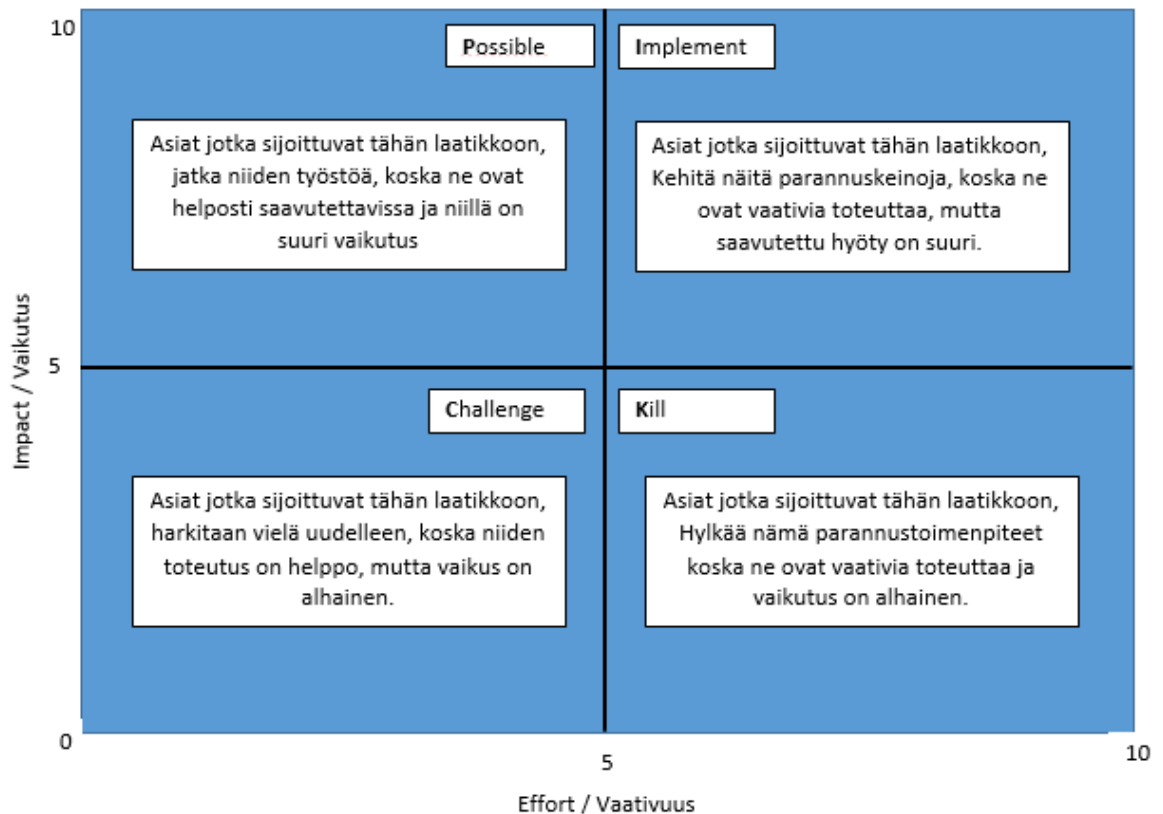 10
Possible
Implement
Asiat jotka sijoittuvat tähän laatikkoon,
jatka niiden työstöä, koska ne ovat
helposti saavutettavissa ja niillä on
suuri vaikutus
Asiat jotka sijoittuvat tähän laatikkoon,
Kehitä näitä parannuskeinoja, koska ne
ovat vaativia toteuttaa, mutta
saavutettu hyöty on suuri.
Impact / Vaikutus
5
Challenge
Kill
Asiat jotka sijoittuvat tähän laatikkoon,
harkitaan vielä uudelleen, koska niiden
toteutus on helppo, mutta vaikus on
alhainen.
Asiat jotka sijoittuvat tähän laatikkoon,
Hylkää nämä parannustoimenpiteet
koska ne ovat vaativia toteuttaa ja
vaikutus on alhainen.
0
5
10
Effort / Vaativuus